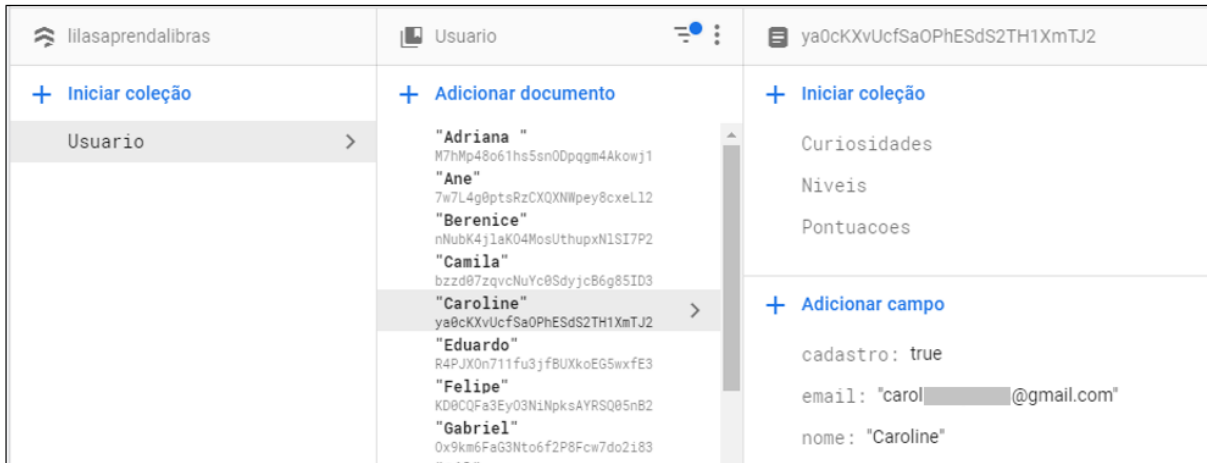 lilasaprendalibras
Iniciar coleção
Usuario
Usuario
Adicionar documento
"Adriana "
M7hMp48o61hs5snODpqgm4Akowj1
"Ane"
7w7L4g0ptsRzCXQXNWpey8cxeLl2
"Berenice"
nNubK4jlaKO4MosUthupxNlSI7P2
"Camila"
bzzd07zqvcNuYc0SdyjcB6g85ID3
"Caroline"
ya0cKXvUcfSaOPhESdS2TH1XmTJ2
"Eduardo"
R4PJXOn711fu3jfBUXkoEG5wxfE3
"Felipe"
KD0CQFa3EyO3NiNpksAYRSQ05nB2
"Gabriel"
Ox9km6FaG3Nto6f2P8Fcw7do2i83
ya0cKXvUcfSaOPhESdS2TH1XmTJ2
Iniciar coleção
Curiosidades
Niveis
Pontuacoes
Adicionar campo
cadastro: true
email: "carol @gmail.com"
nome: "Caroline"